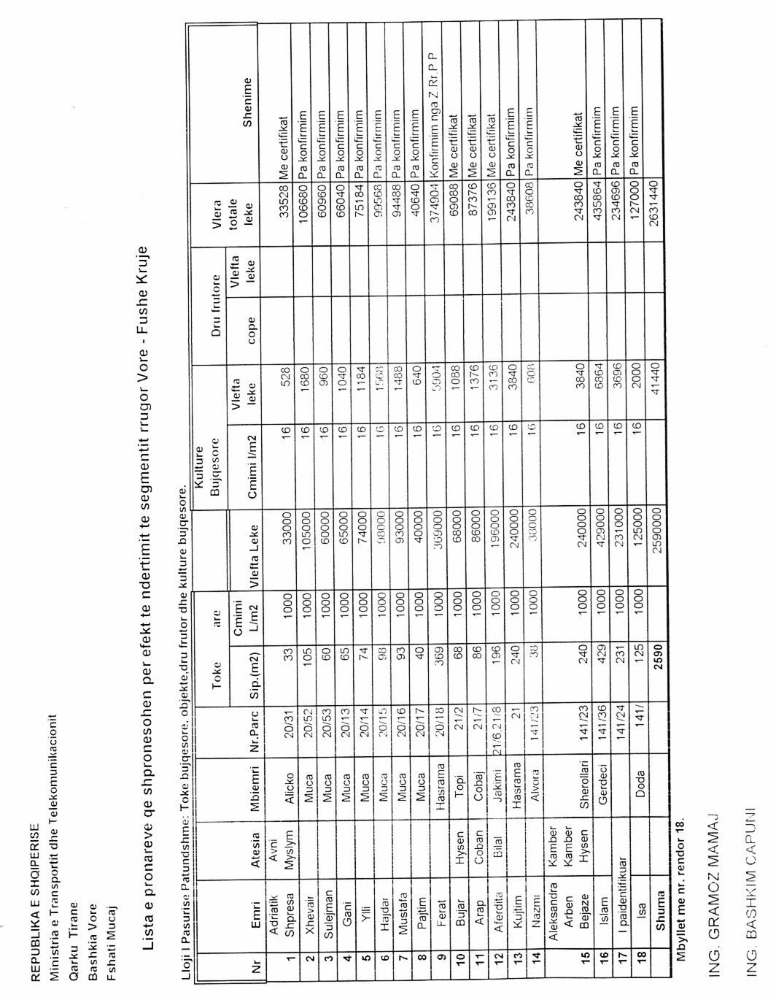 REPUBLIKA E SHQIPERISE
Ministria e Transportit dhe Telekomunikacionit
Qarku Tirane
Bashkia Vore
Fshati Mucaj
Lista e pronareve qe shpronesohen per efekt te ndertimit te segmentit rrugor Vore - Fushe Kruje
Lloji I Pasurise Patundshme: Toke bujqesore, objekte,dru frutor dhe kulture bujqesore.
Toke are Kulture Bujqesore Dru frutore Vlera totale leke
Nr Emri Atesia Mbiemri Nr.Parc Sip.(m2) Cmimi L/m2 Vlefta Leke Cmimi l/m2 Vlefta leke cope Vlefta leke Shenime
Adriatik Avni
1 Shpresa Myslym Alicko 20/31 33 1000 33000 16 528 33528 Me certifikat
2 Xhevair Muca 20/52 105 1000 105000 16 1680 106680 Pa konfirmim
3 Sulejman Muca 20/53 60 1000 60000 16 960 60960 Pa konfirmim
4 Gani Muca 20/13 65 1000 65000 16 1040 66040 Pa konfirmim
5 Ylli Muca 20/14 74 1000 74000 16 1184 75184 Pa konfirmim
6 Hajdar Muca 20/15 98 1000 98000 16 1568 99568 Pa konfirmim
7 Mustafa Muca 20/16 93 1000 93000 16 1488 94488 Pa konfirmim
8 Pajtim Muca 20/17 40 1000 40000 16 640 40640 Pa konfirmim
9 Ferat Hasrama 20/18 369 1000 369000 16 5904 374904 Konfirmim nga Z.Rr.P P
10 Bujar Hysen Topi 21/2 68 1000 68000 16 1088 69088 Me certifikat
11 Arap Coban Cobaj 21/7 86 1000 86000 16 1376 87376 Me certifikat
12 Aferdita Bilal Jakimi 21/6,21/8 196 1000 196000 16 3136 199136 Me certifikat
13 Kujtim Hasrama 21 240 1000 240000 16 3840 243840 Pa konfirmim
14 Nazmi Alvora 141/23 38 1000 38000 16 608 38608 Pa konfirmim
Aleksandra Kamber
Arben Kamber
15 Bejaze Hysen Sherollari 141/23 240 1000 240000 16 3840 243840 Me certifikat
16 Islam Gerdeci 141/36 429 1000 429000 16 6864 435864 Pa konfirmim
17 I paidentifikuar 141/24 231 1000 231000 16 3696 234696 Pa konfirmim
18 Isa Doda 141/ 125 1000 125000 16 2000 127000 Pa konfirmim
Shuma 2590 2590000 41440 2631440
Mbyllet me nr. rendor 18.
ING. GRAMOZ MAMAJ
ING. BASHKIM CAPUNI